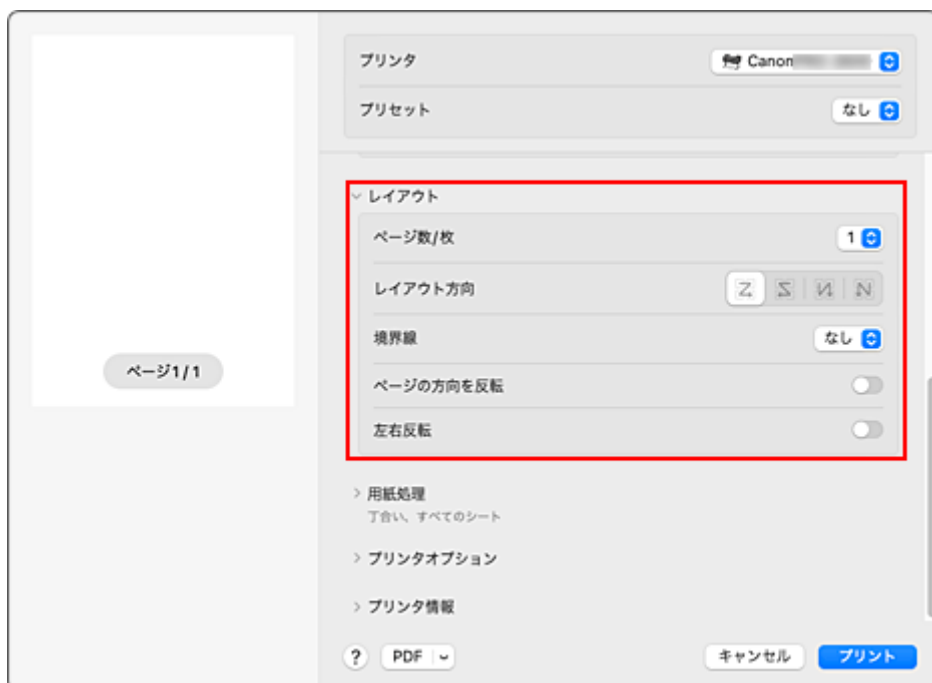 プリンタ
Canon
プリセット
なし
レイアウト
ページ数/枚
1
レイアウト方向
境界線
なし
ページの方向を反転
左右反転
ページ1/1
用紙処理
丁合い、すべてのシート
プリンタオプション
プリンタ情報
?
PDF
キャンセル
プリント